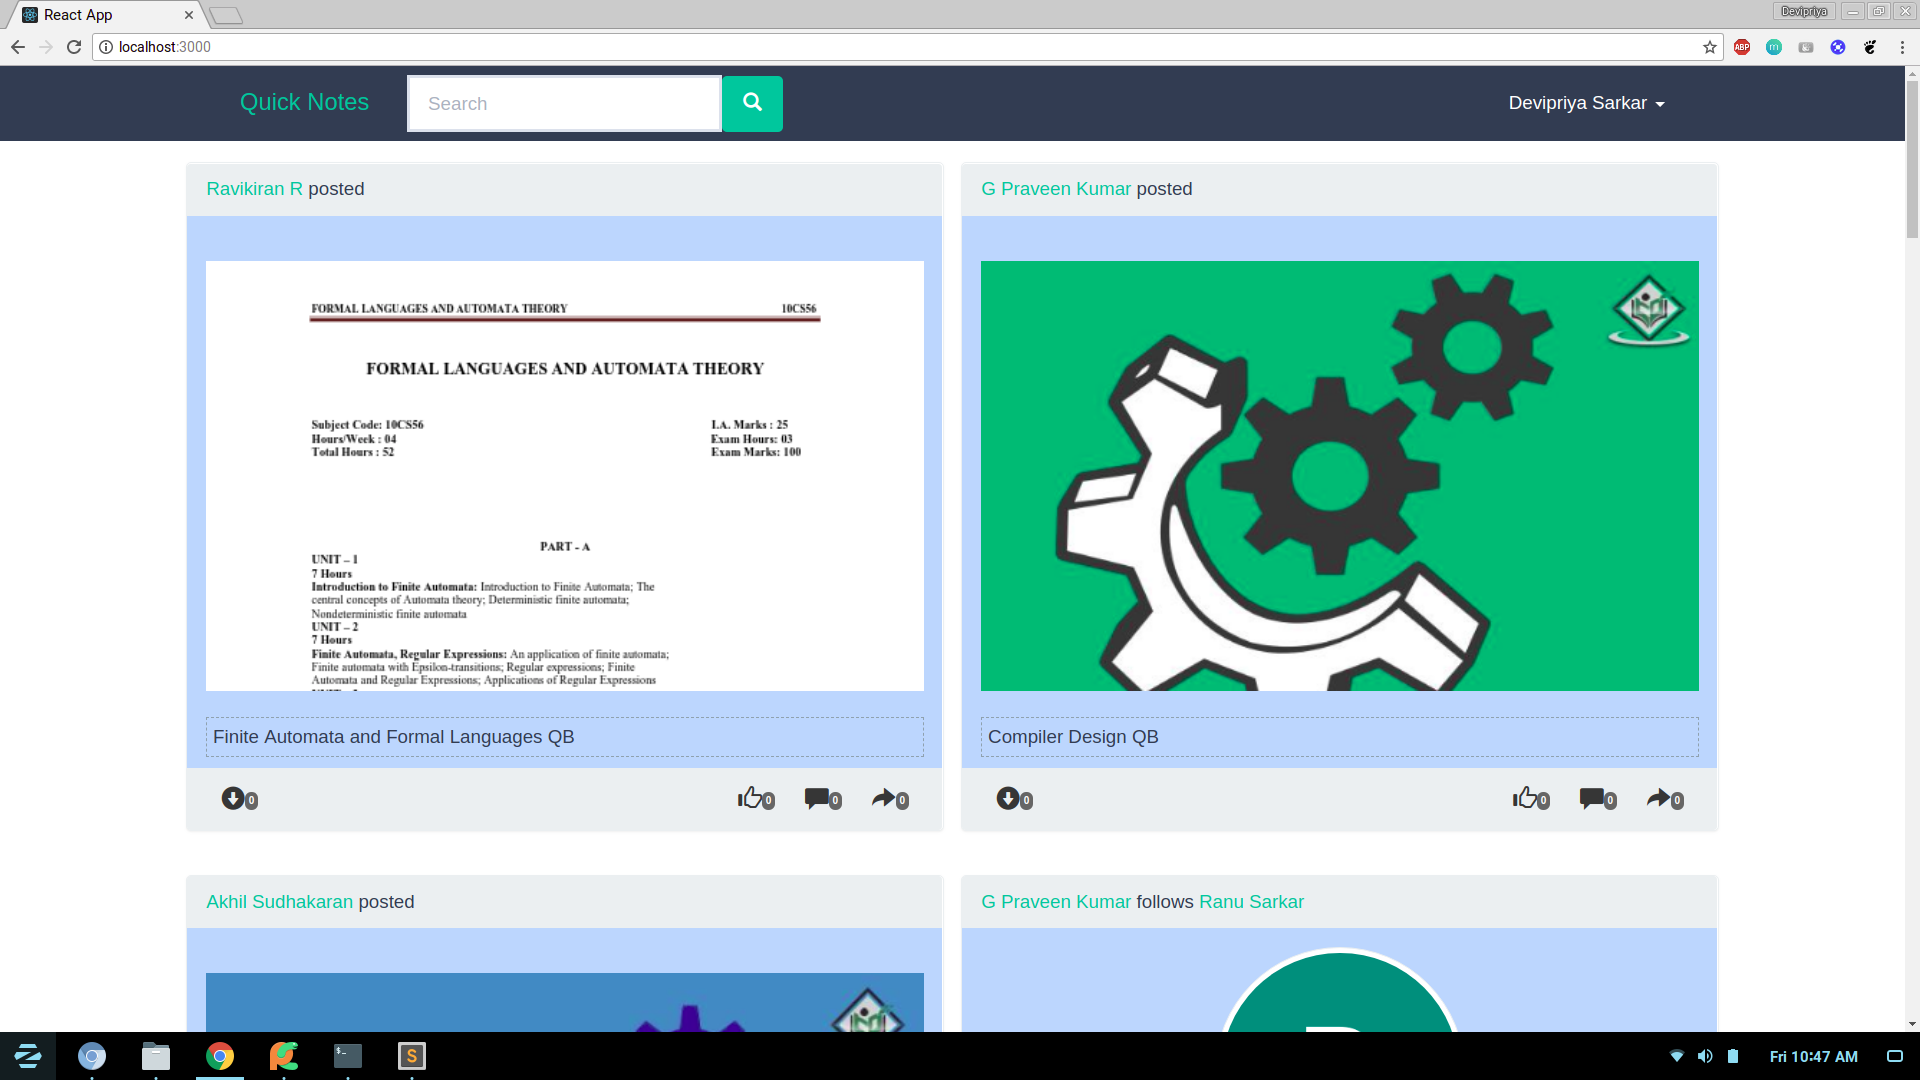 React App
Devipriya
localhost:3000
ABP
m
Quick Notes
Search
Devipriya Sarkar
Ravikiran R posted
FORMAL LANGUAGES AND AUTOMATA THEORY 10CS56
FORMAL LANGUAGES AND AUTOMATA THEORY
Subject Code: 10CS56 I.A. Marks : 25
Hours/Week : 04 Exam Hours: 03
Total Hours : 52 Exam Marks: 100
PART - A
UNIT – 1
7 Hours
Introduction to Finite Automata: Introduction to Finite Automata; The
central concepts of Automata theory; Deterministic finite automata;
Nondeterministic finite automata
UNIT – 2
7 Hours
Finite Automata, Regular Expressions: An application of finite automata;
Finite automata with Epsilon-transitions; Regular expressions; Finite
Automata and Regular Expressions; Applications of Regular Expressions
Finite Automata and Formal Languages QB
0 0 0 0
G Praveen Kumar posted
Compiler Design QB
0 0 0 0
Akhil Sudhakaran posted
G Praveen Kumar follows Ranu Sarkar
$-
S
Fri 10:47 AM